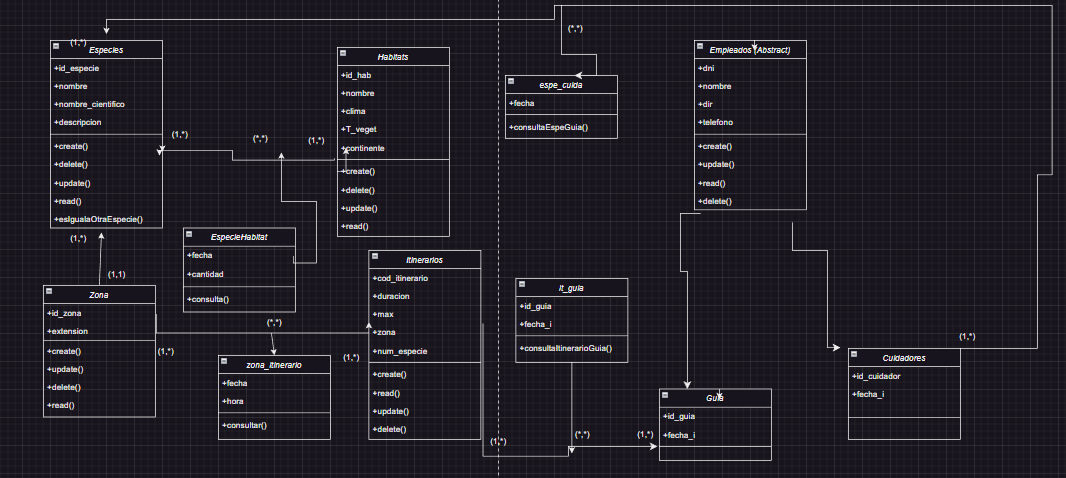 Especies
(1,*)
+id_especie
+nombre
+nombre_cientifico
+descripcion
+create()
+delete()
+update()
+read()
+esIgualaOtraEspecie()
(1,*)
(*,*)
(1,*)
Habitats
+id_hab
+nombre
+clima
+T_veget
+continente
+create()
+delete()
+update()
+read()
(*,*)
espe_cuida
+fecha
+consultaEspeGuia()
Empleados (Abstract)
+dni
+nombre
+dir
+telefono
+create()
+update()
+read()
+delete()
(1,*)
(1,1)
EspecieHabitat
+fecha
+cantidad
+consulta()
Zona
+id_zona
+extension
+create()
+update()
+delete()
+read()
(*,*)
(1,*)
zona_itinerario
+fecha
+hora
+consultar()
(1,*)
Itinerarios
+cod_itinerario
+duracion
+max
+zona
+num_especie
+create()
+read()
+update()
+delete()
it_guia
+id_guia
+fecha_i
+consultaItinerarioGuia()
(1,*)
(*,*)
(1,*)
Guia
+id_guia
+fecha_i
(1,*)
Cuidadores
+id_cuidador
+fecha_i